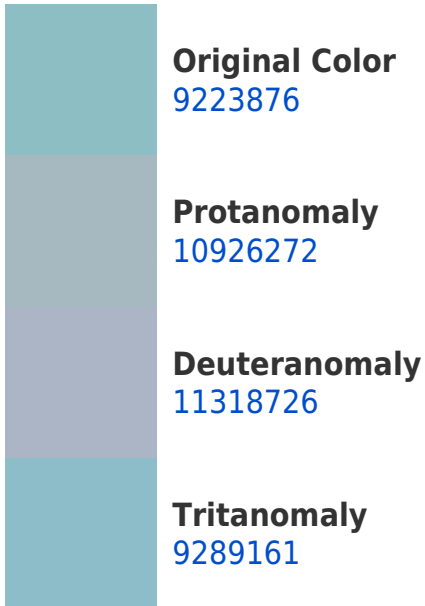 Original Color
9223876
Protanomaly
10926272
Deuteranomaly
11318726
Tritanomaly
9289161